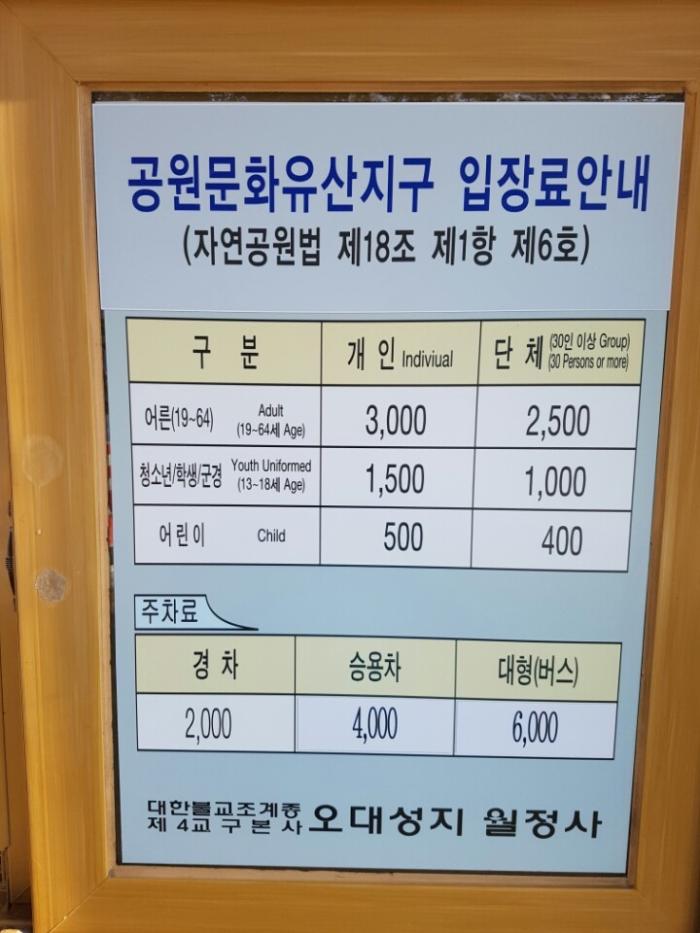 공원문화유산지구 입장료안내
(자연공원법 제18조 제1항 제6호)
구 분 개 인 Indiviual 단 체 (30인 이상 Group) (30 Persons or more)
어른(19~64) Adult (19~64세 Age) 3,000 2,500
청소년/학생/군경 Youth Uniformed (13~18세 Age) 1,500 1,000
어린이 Child 500 400
주차료
경 차 승용차 대형(버스)
2,000 4,000 6,000
대한불교조계종
제 4교 구 본 사 오대성지 월정사